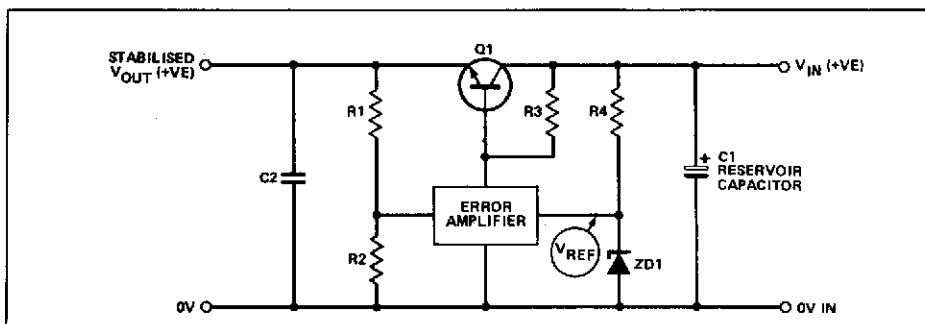 Q1
STABILISED
VOUT (+VE)
VIN (+VE)
R1
R3
R4
C2
+ C1
RESERVOIR
CAPACITOR
ERROR
AMPLIFIER
R2
VREF
ZD1
0V
0V IN